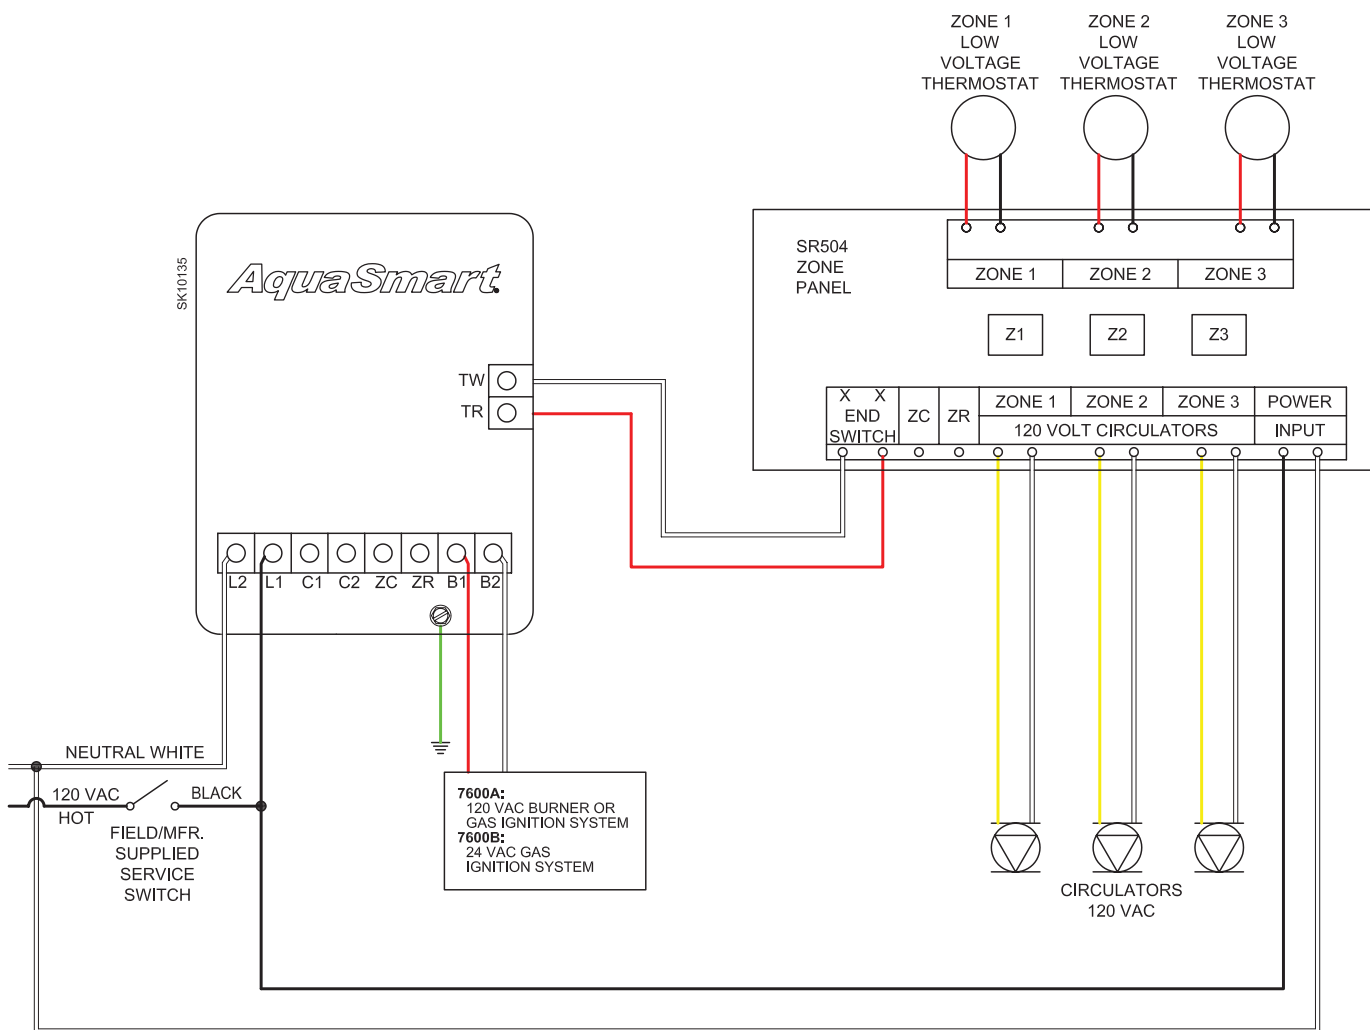 ZONE 1
LOW
VOLTAGE
THERMOSTAT
ZONE 2
LOW
VOLTAGE
THERMOSTAT
ZONE 3
LOW
VOLTAGE
THERMOSTAT
SR504
ZONE
PANEL
ZONE 1
ZONE 2
ZONE 3
Z1
Z2
Z3
X X
END
SWITCH
ZC
ZR
ZONE 1
ZONE 2
ZONE 3
120 VOLT CIRCULATORS
POWER
INPUT
SK10135
AquaSmart
TW
TR
L2
L1
C1
C2
ZC
ZR
B1
B2
NEUTRAL WHITE
120 VAC
HOT
BLACK
FIELD/MFR.
SUPPLIED
SERVICE
SWITCH
7600A:
120 VAC BURNER OR
GAS IGNITION SYSTEM
7600B:
24 VAC GAS
IGNITION SYSTEM
CIRCULATORS
120 VAC